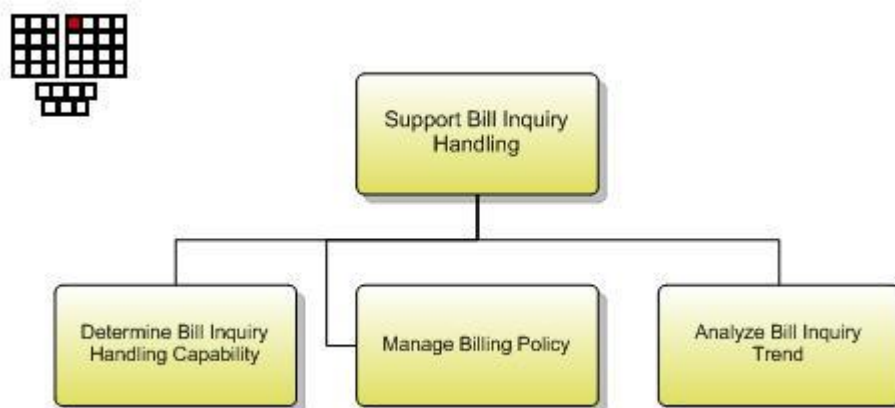 Support Bill Inquiry
Handling
Determine Bill Inquiry
Handling Capability
Manage Billing Policy
Analyze Bill Inquiry
Trend